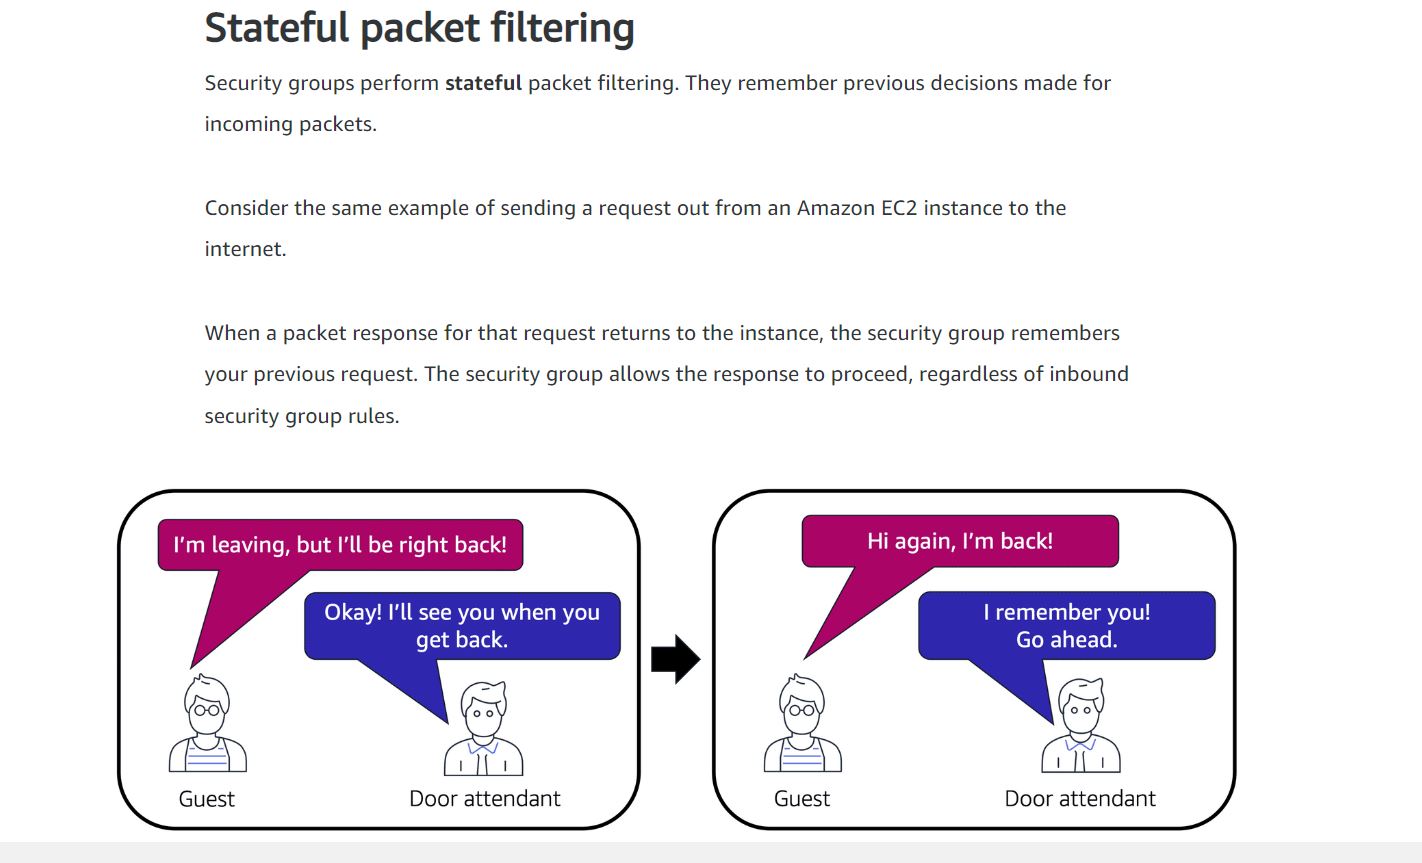 Stateful packet filtering
Security groups perform stateful packet filtering. They remember previous decisions made for
incoming packets.
Consider the same example of sending a request out from an Amazon EC2 instance to the
internet.
When a packet response for that request returns to the instance, the security group remembers
your previous request. The security group allows the response to proceed, regardless of inbound
security group rules.
I'm leaving, but I'll be right back!
Okay! I'll see you when you
get back.
Guest
Door attendant
Hi again, I'm back!
I remember you!
Go ahead.
Guest
Door attendant